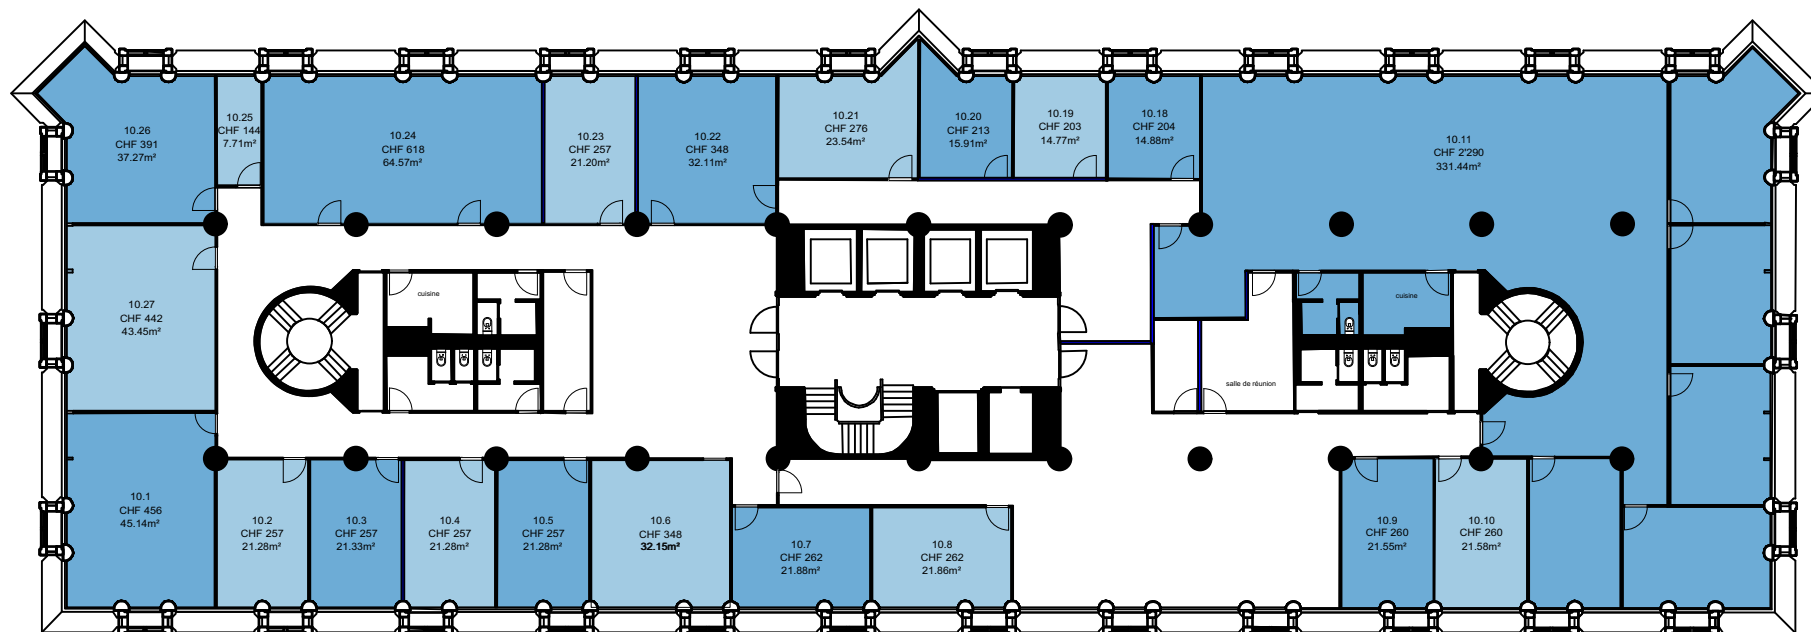 10.26
CHF 391
37.27m²
10.25
CHF 144
7.71m²
10.24
CHF 618
64.57m²
10.23
CHF 257
21.20m²
10.22
CHF 348
32.11m²
10.21
CHF 276
23.54m²
10.20
CHF 213
15.91m²
10.19
CHF 203
14.77m²
10.18
CHF 204
14.88m²
10.11
CHF 2'290
331.44m²
10.27
CHF 442
43.45m²
cuisine
cuisine
salle de réunion
10.1
CHF 456
45.14m²
10.2
CHF 257
21.28m²
10.3
CHF 257
21.33m²
10.4
CHF 257
21.28m²
10.5
CHF 257
21.28m²
10.6
CHF 348
32.15m²
10.7
CHF 262
21.88m²
10.8
CHF 262
21.86m²
10.9
CHF 260
21.55m²
10.10
CHF 260
21.58m²